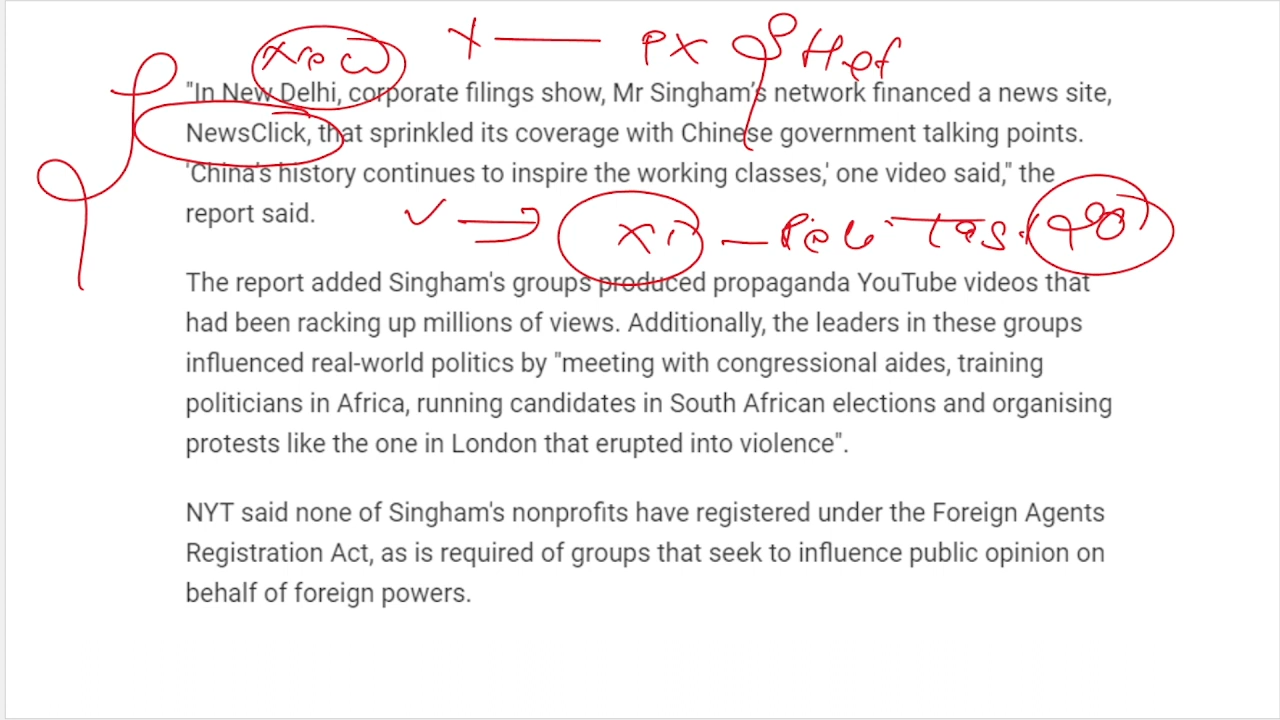 "In New Delhi, corporate filings show, Mr Singham's network financed a news site,
NewsClick, that sprinkled its coverage with Chinese government talking points.
'China's history continues to inspire the working classes,' one video said," the
report said.
The report added Singham's groups produced propaganda YouTube videos that
had been racking up millions of views. Additionally, the leaders in these groups
influenced real-world politics by "meeting with congressional aides, training
politicians in Africa, running candidates in South African elections and organising
protests like the one in London that erupted into violence".
NYT said none of Singham's nonprofits have registered under the Foreign Agents
Registration Act, as is required of groups that seek to influence public opinion on
behalf of foreign powers.